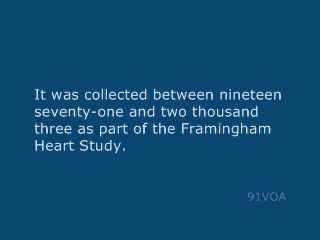 It was collected between nineteen
seventy-one and two thousand
three as part of the Framingham
Heart Study.
91VOA